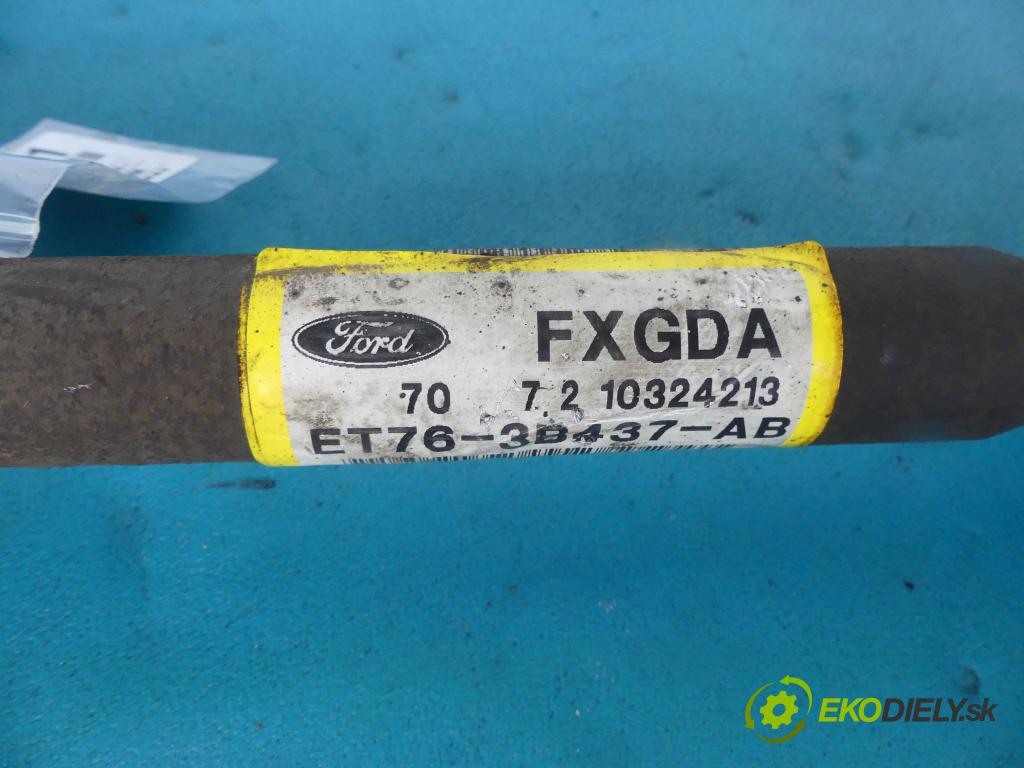 Ford
FXGDA
70 7 2 10324213
ET76-3B437-AB
EKODIELY.sk